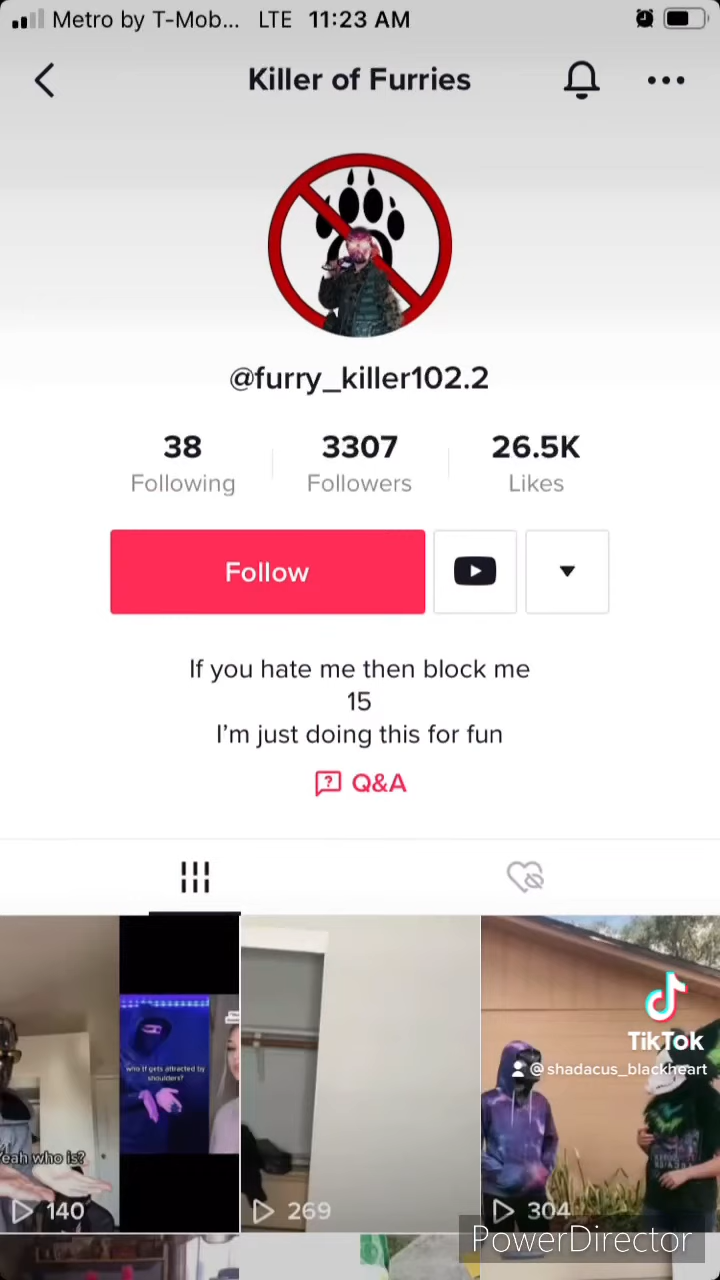 Metro by T-Mob... LTE 11:23 AM
Killer of Furries
@furry_killer102.2
38 3307 26.5K
Following Followers Likes
Follow
If you hate me then block me
15
I'm just doing this for fun
Q&A
who tf gets attracted by
shoulders?
TikTok
@shadacus_blackheart
eah who is?
140 269 304
PowerDirector